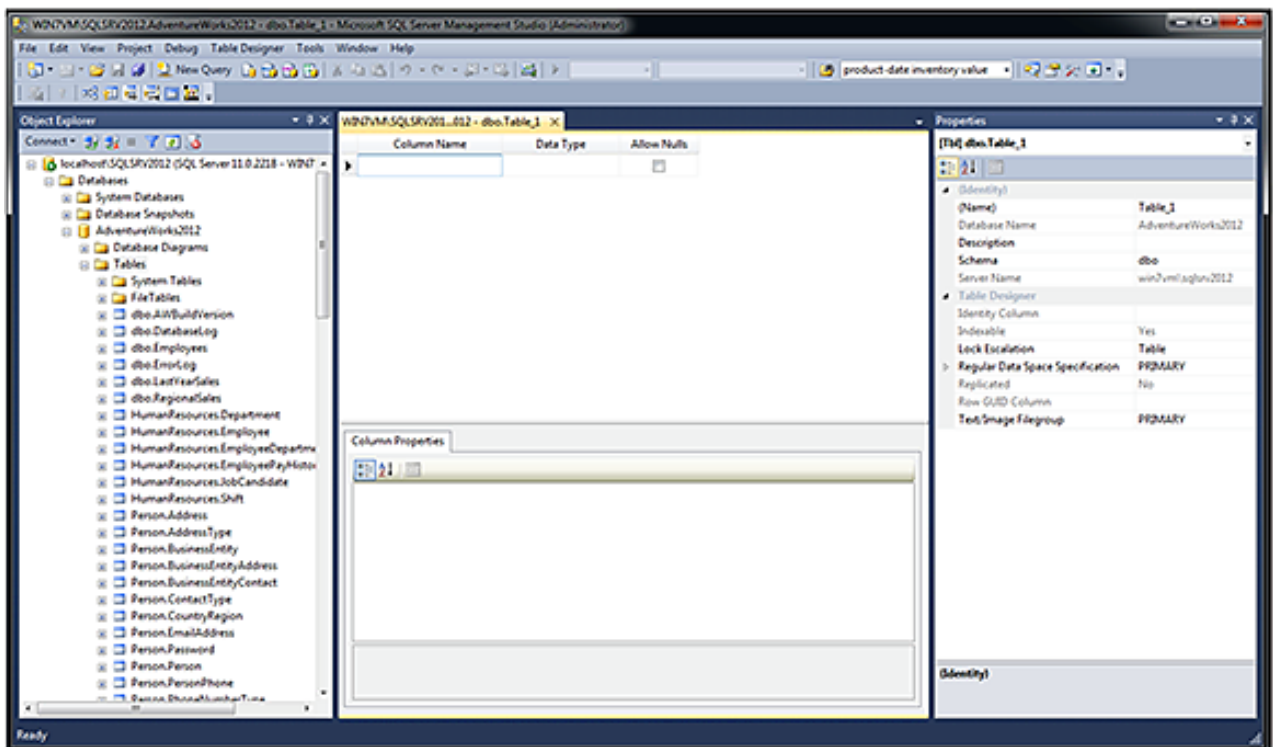 WIN7VM\SQLSRV2012.AdventureWorks2012 - dbo.Table_1 - Microsoft SQL Server Management Studio (Administrator)
File Edit View Project Debug Table Designer Tools Window Help
New Query
product-date inventory value
Object Explorer
Connect
localhost\SQLSRV2012 (SQL Server 11.0.2218 - WIN7
Databases
System Databases
Database Snapshots
AdventureWorks2012
Database Diagrams
Tables
System Tables
FileTables
dbo.AWBuildVersion
dbo.DatabaseLog
dbo.Employees
dbo.ErrorLog
dbo.LastYearSales
dbo.RegionalSales
HumanResources.Department
HumanResources.Employee
HumanResources.EmployeeDepartme
HumanResources.EmployeePayHistor
HumanResources.JobCandidate
HumanResources.Shift
Person.Address
Person.AddressType
Person.BusinessEntity
Person.BusinessEntityAddress
Person.BusinessEntityContact
Person.ContactType
Person.CountryRegion
Person.EmailAddress
Person.Password
Person.Person
Person.PersonPhone
Person.PhoneNumberType
WIN7VM\SQLSRV201...012 - dbo.Table_1
Column Name Data Type Allow Nulls
Column Properties
Properties
[Tbl] dbo.Table_1
(Identity)
(Name) Table_1
Database Name AdventureWorks2012
Description
Schema dbo
Server Name win7vm\sqlsrv2012
Table Designer
Identity Column
Indexable Yes
Lock Escalation Table
Regular Data Space Specification PRIMARY
Replicated No
Row GUID Column
Text/Image Filegroup PRIMARY
(Identity)
Ready